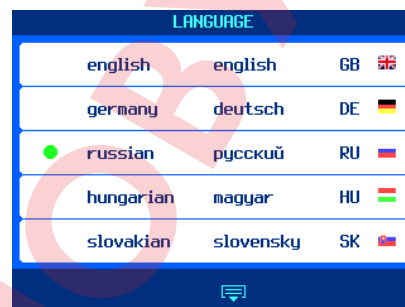 LANGUAGE
english english GB
germany deutsch DE
russian русский RU
hungarian magyar HU
slovakian slovensky SK